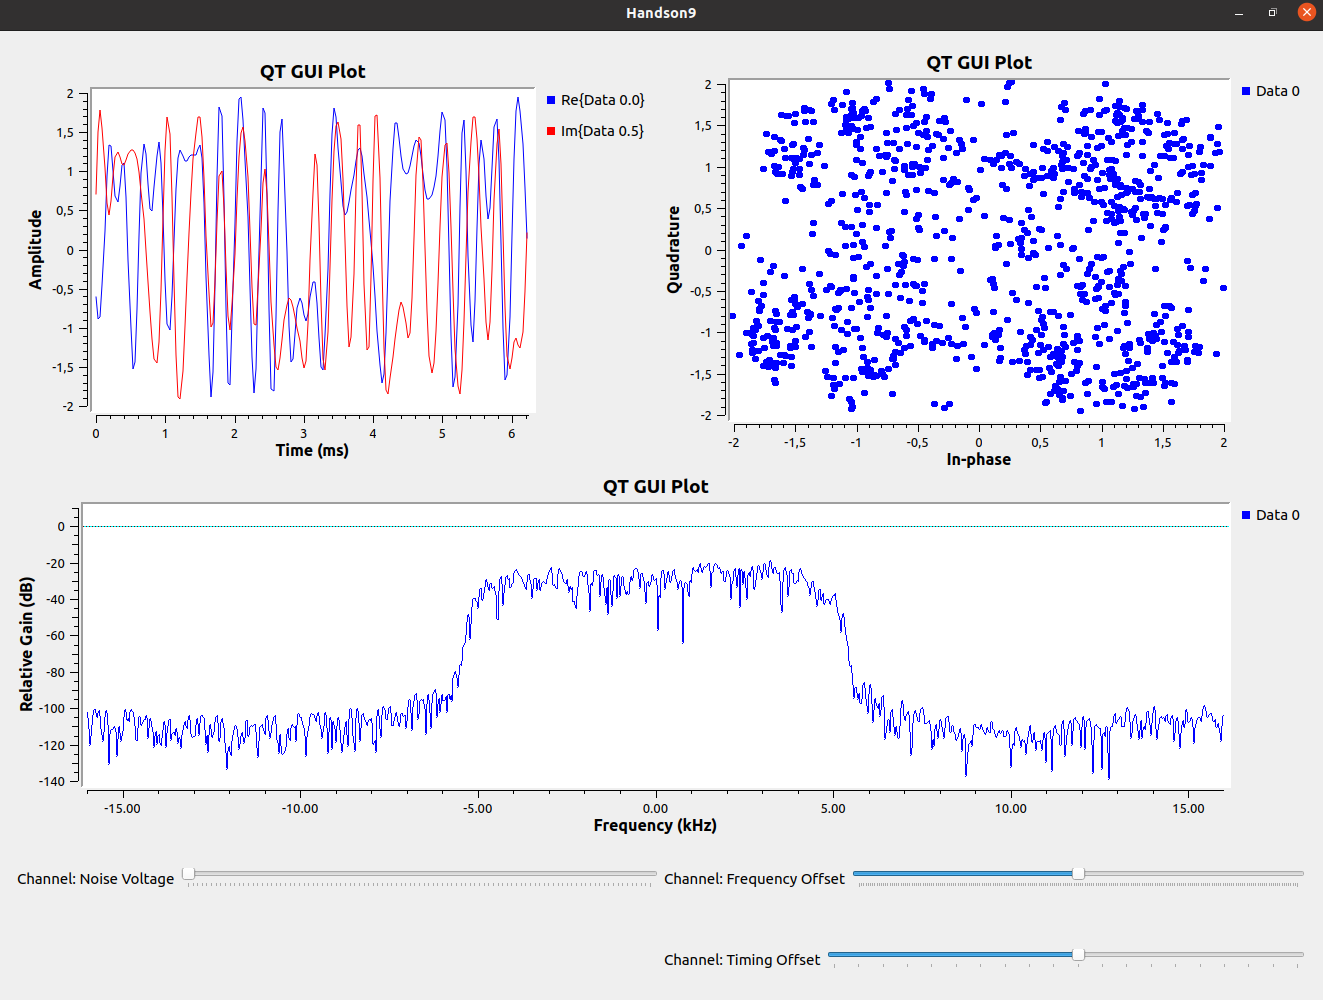 Handson9
QT GUI Plot
Amplitude
2
1,5
1
0,5
0
-0,5
-1
-1,5
-2
0
1
2
3
4
5
6
Time (ms)
Re{Data 0.0}
Im{Data 0.5}
QT GUI Plot
Quadrature
2
1,5
1
0,5
0
-0,5
-1
-1,5
-2
-2
-1,5
-1
-0,5
0
0,5
1
1,5
2
In-phase
Data 0
QT GUI Plot
Relative Gain (dB)
0
-20
-40
-60
-80
-100
-120
-140
-15.00
-10.00
-5.00
0.00
5.00
10.00
15.00
Frequency (kHz)
Data 0
Channel: Noise Voltage
Channel: Frequency Offset
Channel: Timing Offset